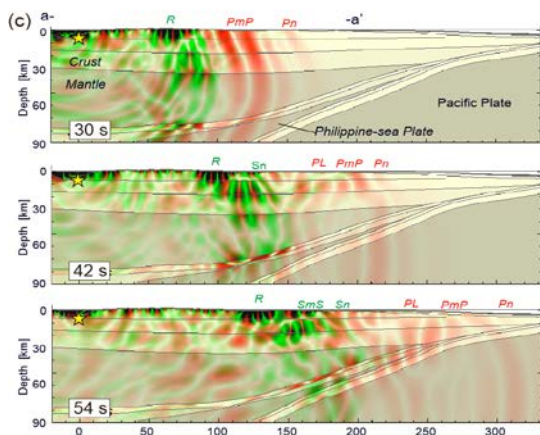 (c) a- -a'
R PmP Pn
Depth [km]
0
30
60
90
Crust
Mantle
Pacific Plate
Philippine-sea Plate
30 s
R Sn PL PmP Pn
Depth [km]
0
30
60
90
42 s
R SmS Sn PL PmP Pn
Depth [km]
0
30
60
90
54 s
0 50 100 150 200 250 300